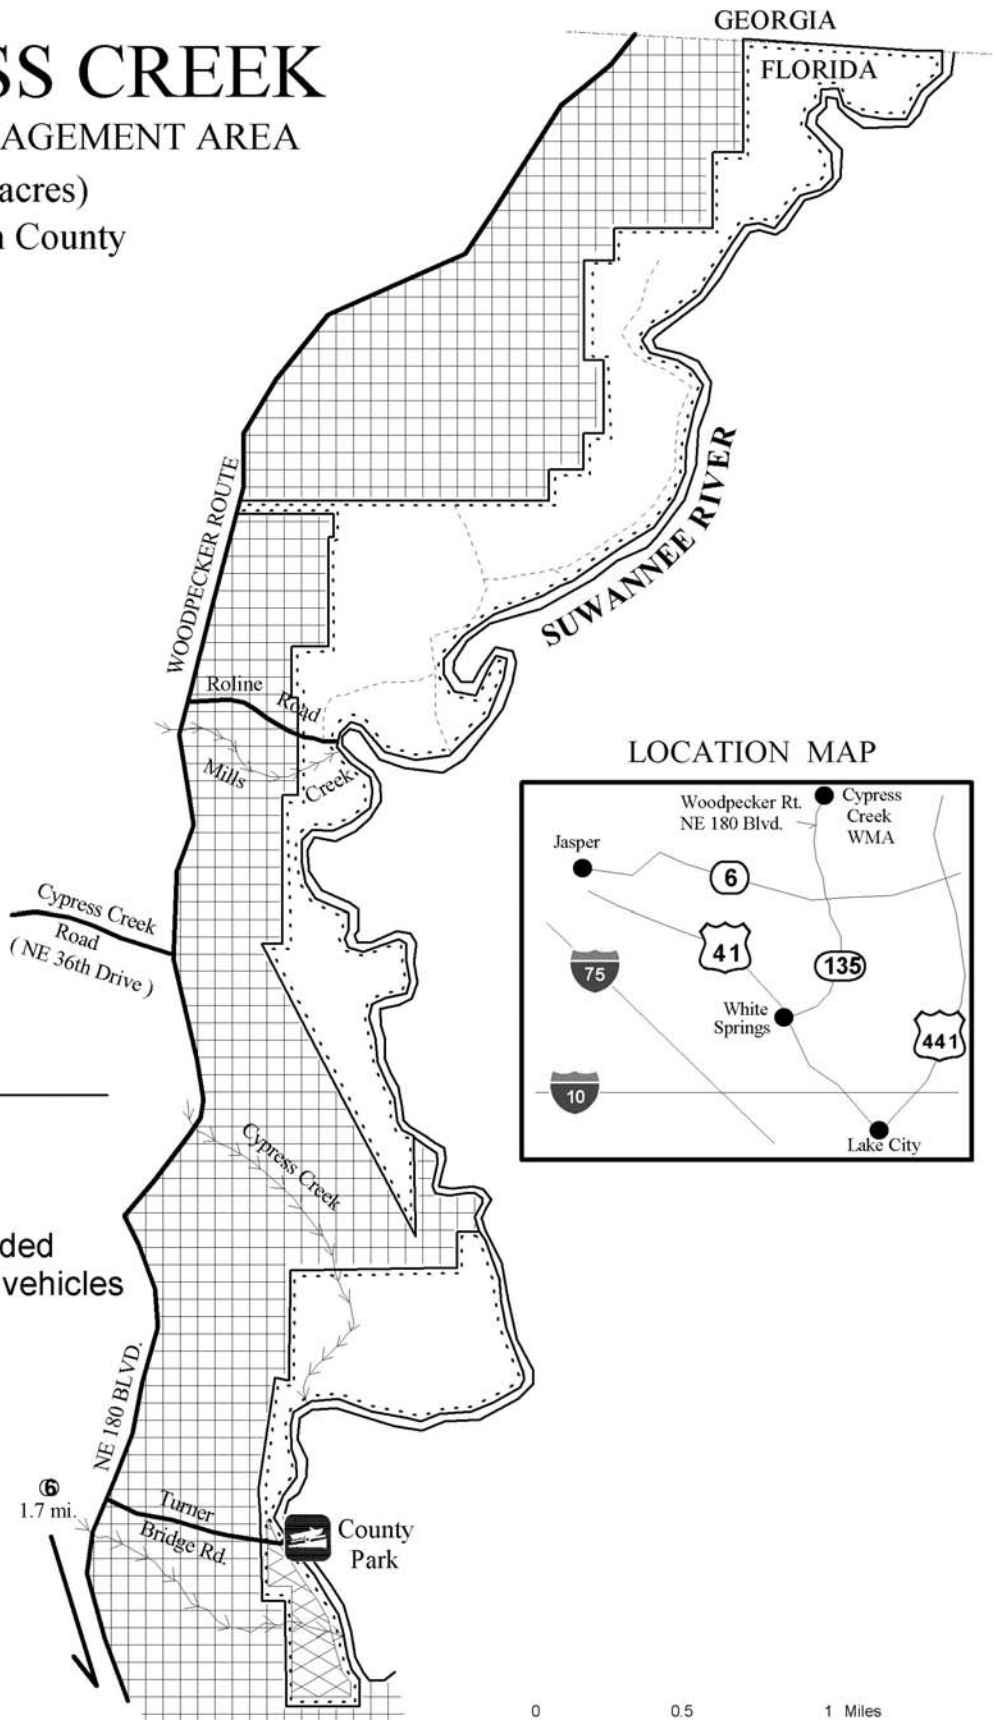 GEORGIA
FLORIDA
SS CREEK
AGEMENT AREA
acres)
County
WOODPECKER ROUTE
SUWANNEE RIVER
Roline Road
Mills Creek
Cypress Creek
Road
( NE 36th Drive )
Cypress Creek
ded
vehicles
NE 180 BLVD.
6
1.7 mi.
Turner
Bridge Rd.
County
Park
LOCATION MAP
Woodpecker Rt.
NE 180 Blvd.
Cypress
Creek
WMA
Jasper
6
41
75
135
White
Springs
441
10
Lake City
0 0.5 1 Miles